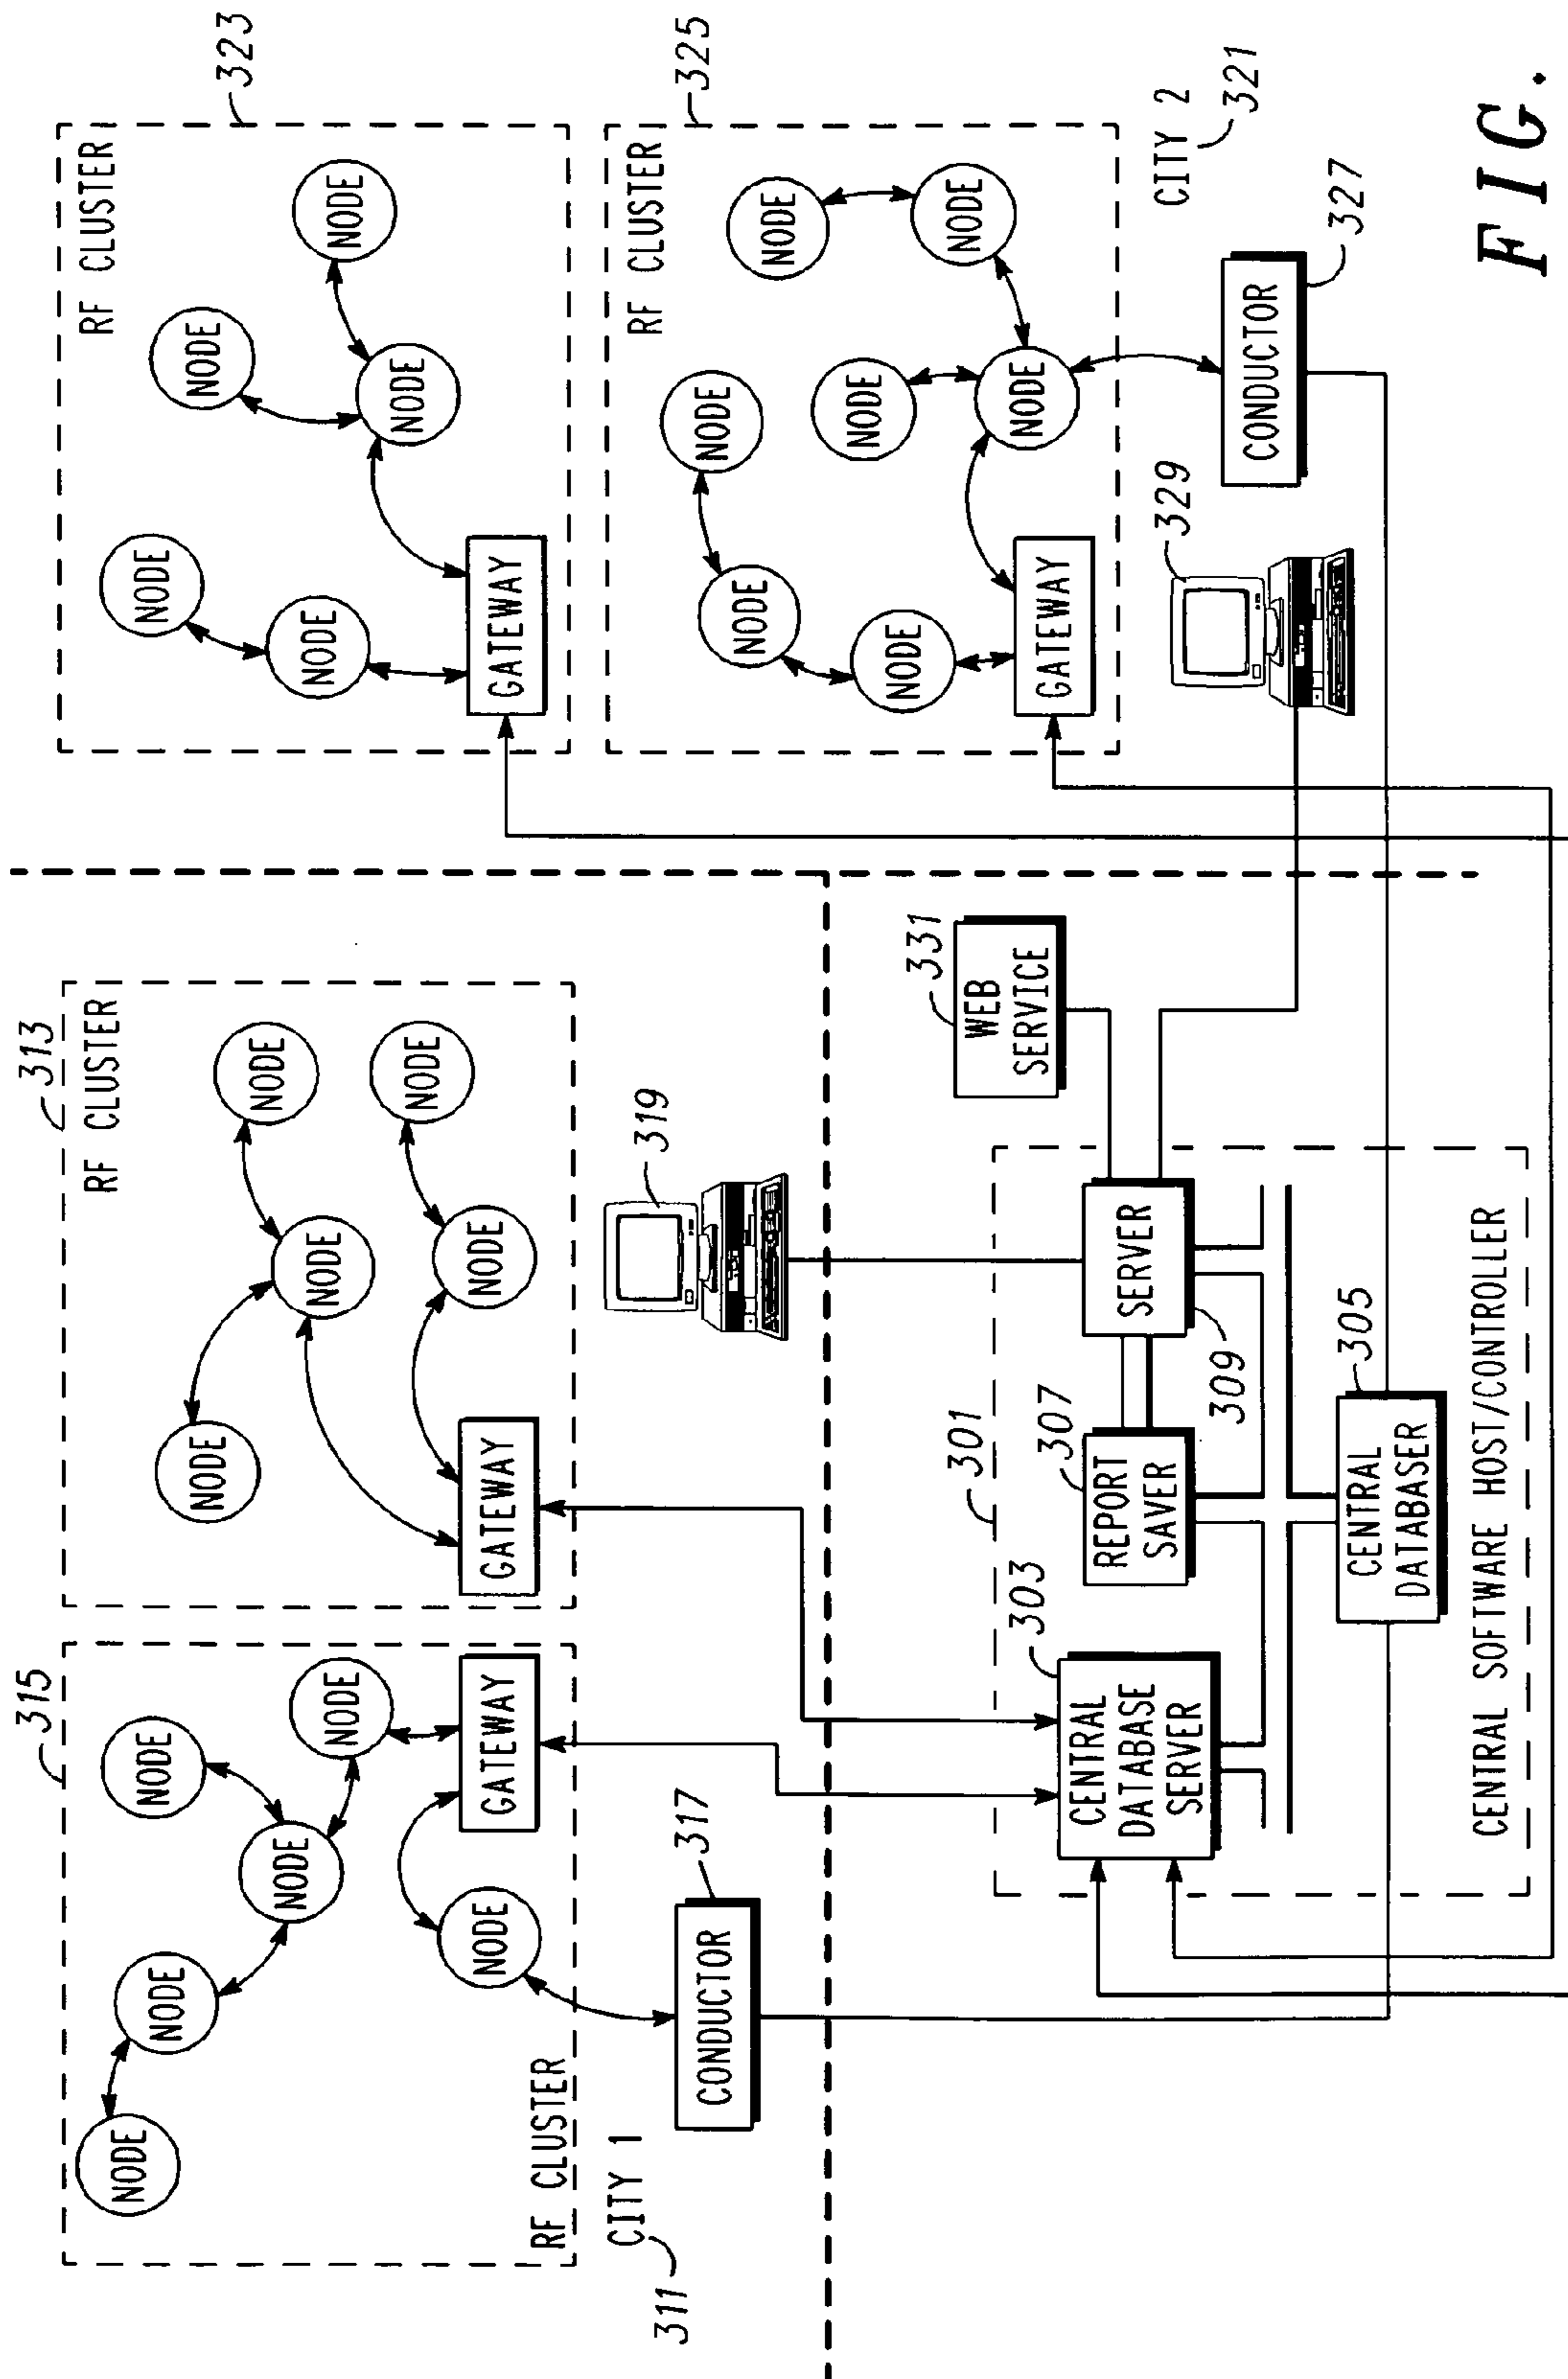 315
NODE
NODE
NODE
NODE
NODE
NODE
GATEWAY
RF CLUSTER
CITY 1
311
CONDUCTOR
317
313
RF CLUSTER
NODE
NODE
NODE
NODE
NODE
GATEWAY
319
RF CLUSTER
323
NODE
NODE
NODE
NODE
NODE
GATEWAY
RF CLUSTER
325
NODE
NODE
NODE
NODE
NODE
NODE
NODE
GATEWAY
CITY 2
321
329
CONDUCTOR
327
WEB
SERVICE
331
301
303
CENTRAL
DATABASE
SERVER
307
REPORT
SAVER
SERVER
309
CENTRAL
DATABASER
305
CENTRAL SOFTWARE HOST/CONTROLLER
FIG.